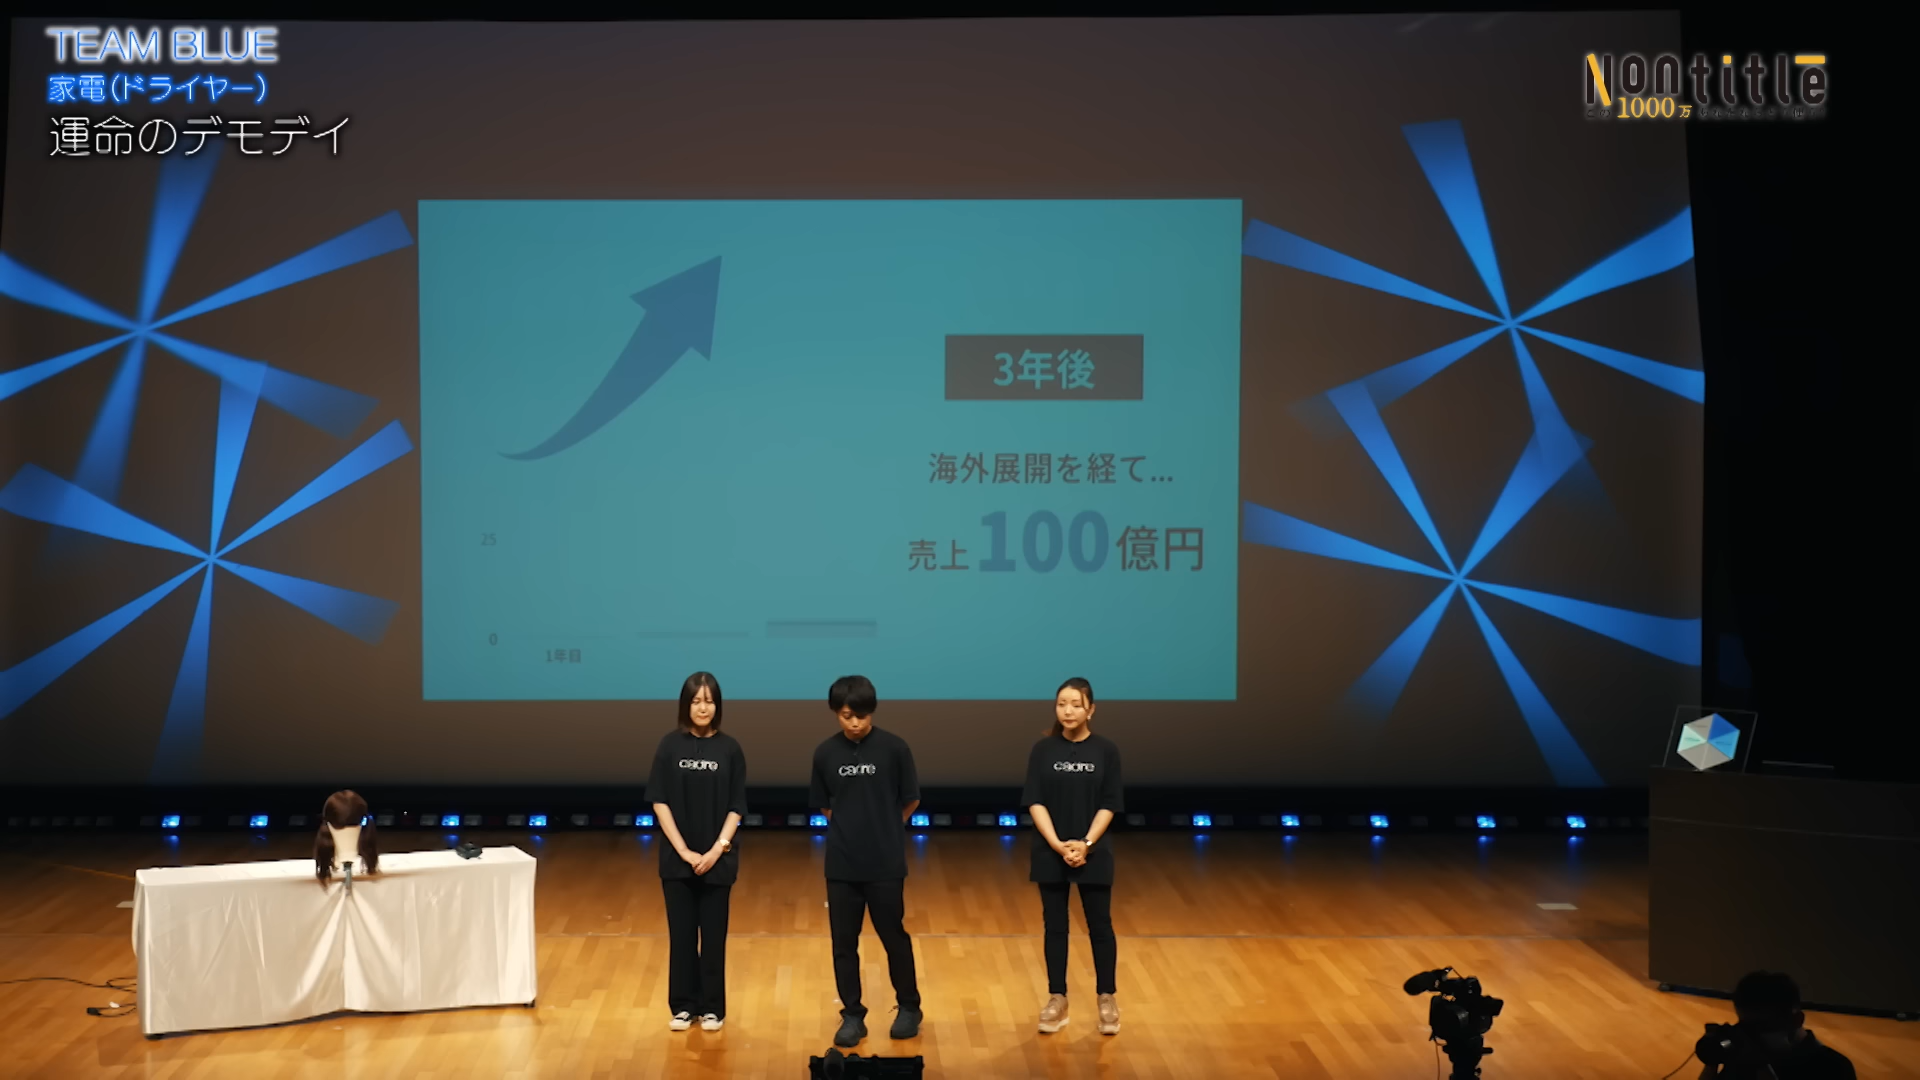 TEAM BLUE
家電(ドライヤー)
運命のデモデイ
Nontitle
1000万
3年後
海外展開を経て...
売上100億円
25
0
1年目
cadre
cadre
cadre